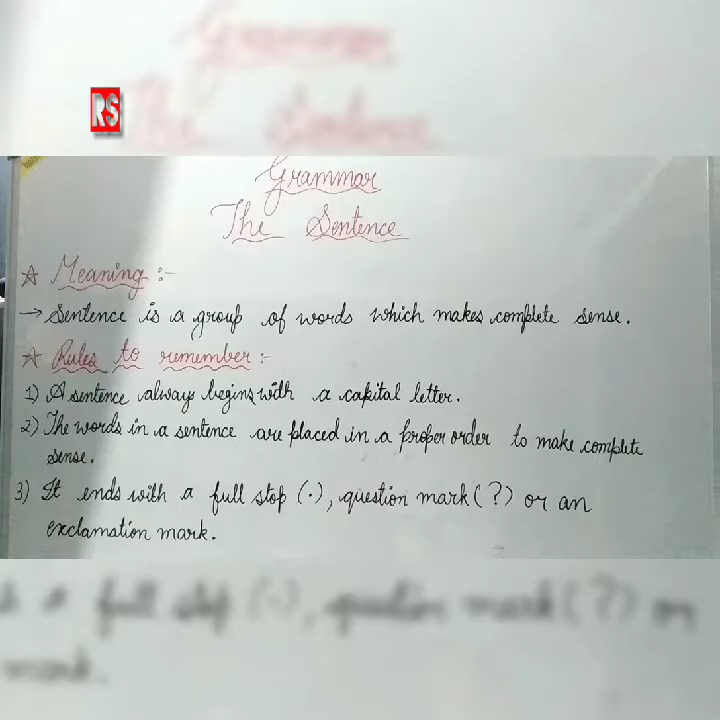 RS
Grammar
The Sentence
☆ Meaning :-
→ Sentence is a group of words which makes complete sense.
☆ Rules to remember :-
1) A sentence always begins with a capital letter.
2) The words in a sentence are placed in a proper order to make complete
sense.
3) It ends with a full stop (.), question mark (?) or an
exclamation mark.